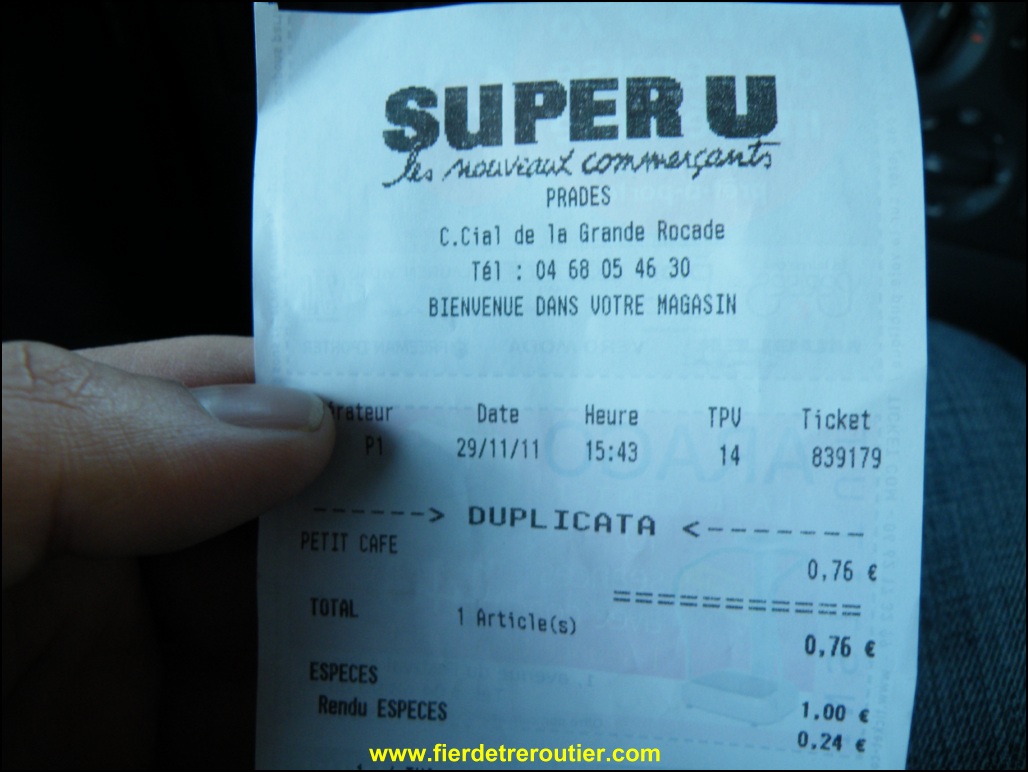 SUPER U
les nouveaux commerçants
PRADES
C.Cial de la Grande Rocade
Tél : 04 68 05 46 30
BIENVENUE DANS VOTRE MAGASIN
érateur Date Heure TPV Ticket
P1 29/11/11 15:43 14 839179
------> DUPLICATA <-------
PETIT CAFE 0,76 €
============
TOTAL 1 Article(s) 0,76 €
ESPECES 1.00 €
Rendu ESPECES 0,24 €
www.fierdetreroutier.com